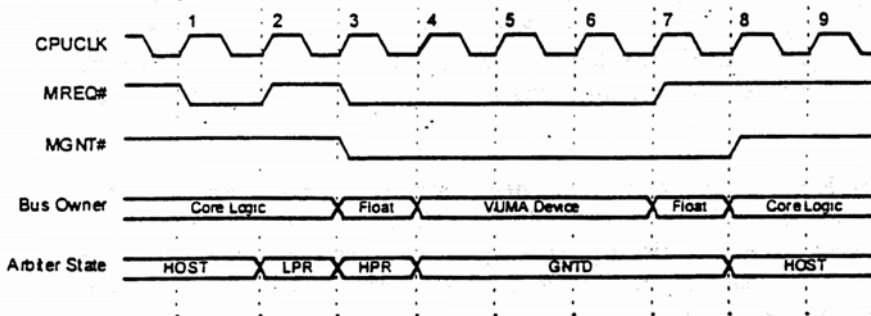 1 2 3 4 5 6 7 8 9
CPUCLK
MREQ#
MGNT#
Bus Owner Core Logic Float VUMA Device Float Core Logic
Arbiter State HOST LPR HPR GNTD HOST